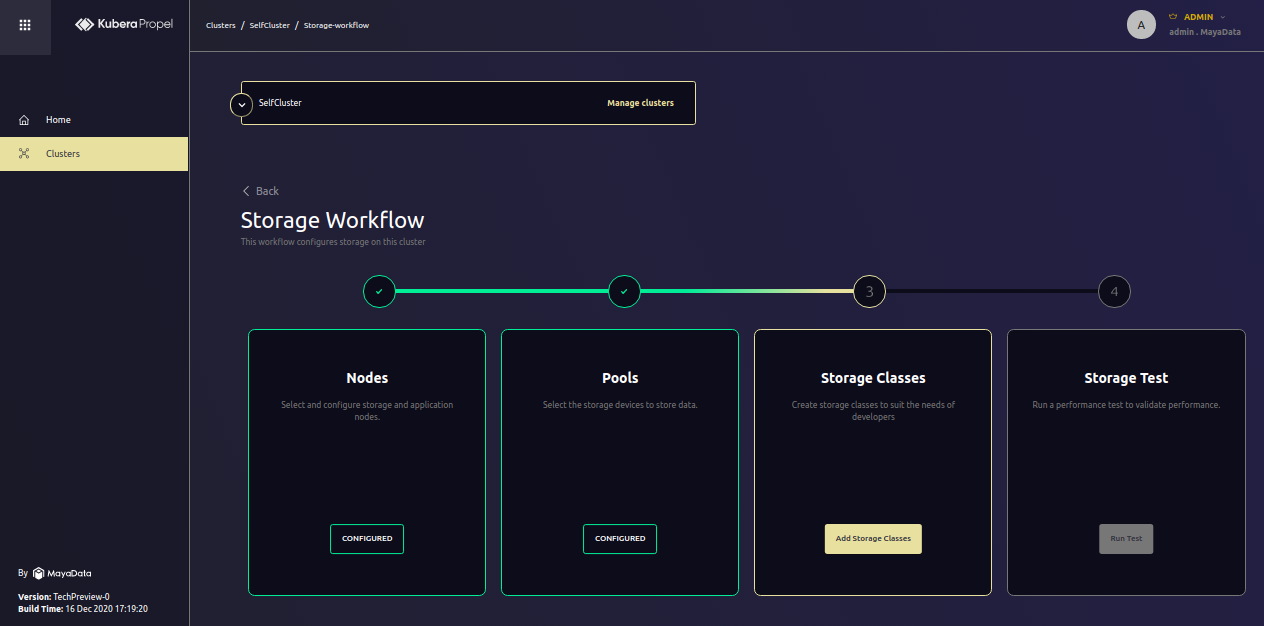 Kubera Propel
Clusters / SelfCluster / Storage-workflow
A
ADMIN
admin . MayaData
Home
Clusters
SelfCluster
Manage clusters
Back
Storage Workflow
This workflow configures storage on this cluster
3
4
Nodes
Select and configure storage and application
nodes.
CONFIGURED
Pools
Select the storage devices to store data.
CONFIGURED
Storage Classes
Create storage classes to suit the needs of
developers
Add Storage Classes
Storage Test
Run a performance test to validate performance.
Run Test
By MayaData
Version: TechPreview-0
Build Time: 16 Dec 2020 17:19:20